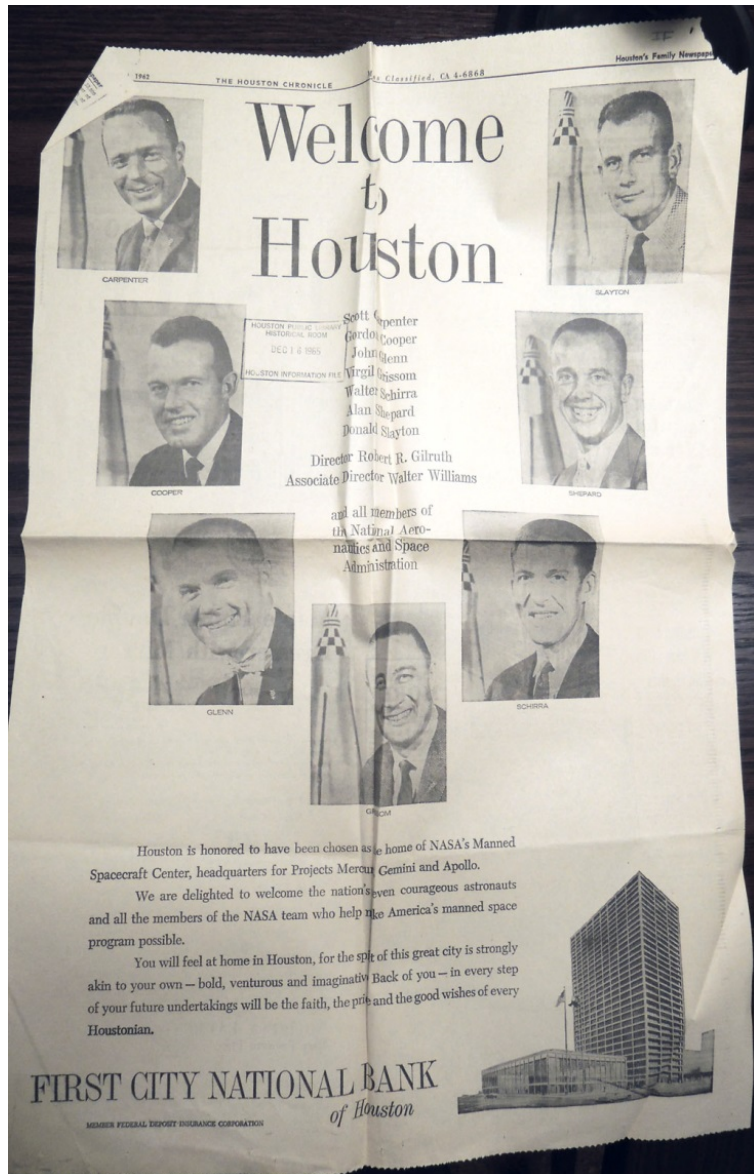 1962
THE HOUSTON CHRONICLE
Classified, CA 4-6868
Houston's Family
Welcome
to
Houston
CARPENTER
SLAYTON
HOUSTON PUBLIC LIBRARY
HISTORICAL ROOM
DEC 14 1965
HOUSTON INFORMATION FILE
Scott Carpenter
Gordon Cooper
John Glenn
Virgil Grissom
Walter Schirra
Alan Shepard
Donald Slayton
COOPER
SHEPARD
Director Robert R. Gilruth
Associate Director Walter Williams
and all members of
the National Aero-
nautics and Space
Administration
GLENN
SCHIRRA
GRISSOM
Houston is honored to have been chosen as the home of NASA's Manned
Spacecraft Center, headquarters for Projects Mercury, Gemini and Apollo.
We are delighted to welcome the nation's seven courageous astronauts
and all the members of the NASA team who help make America's manned space
program possible.
You will feel at home in Houston, for the spirit of this great city is strongly
akin to your own — bold, venturous and imaginative. Back of you — in every step
of your future undertakings will be the faith, the pride and the good wishes of every
Houstonian.
FIRST CITY NATIONAL BANK
of Houston
MEMBER FEDERAL DEPOSIT INSURANCE CORPORATION